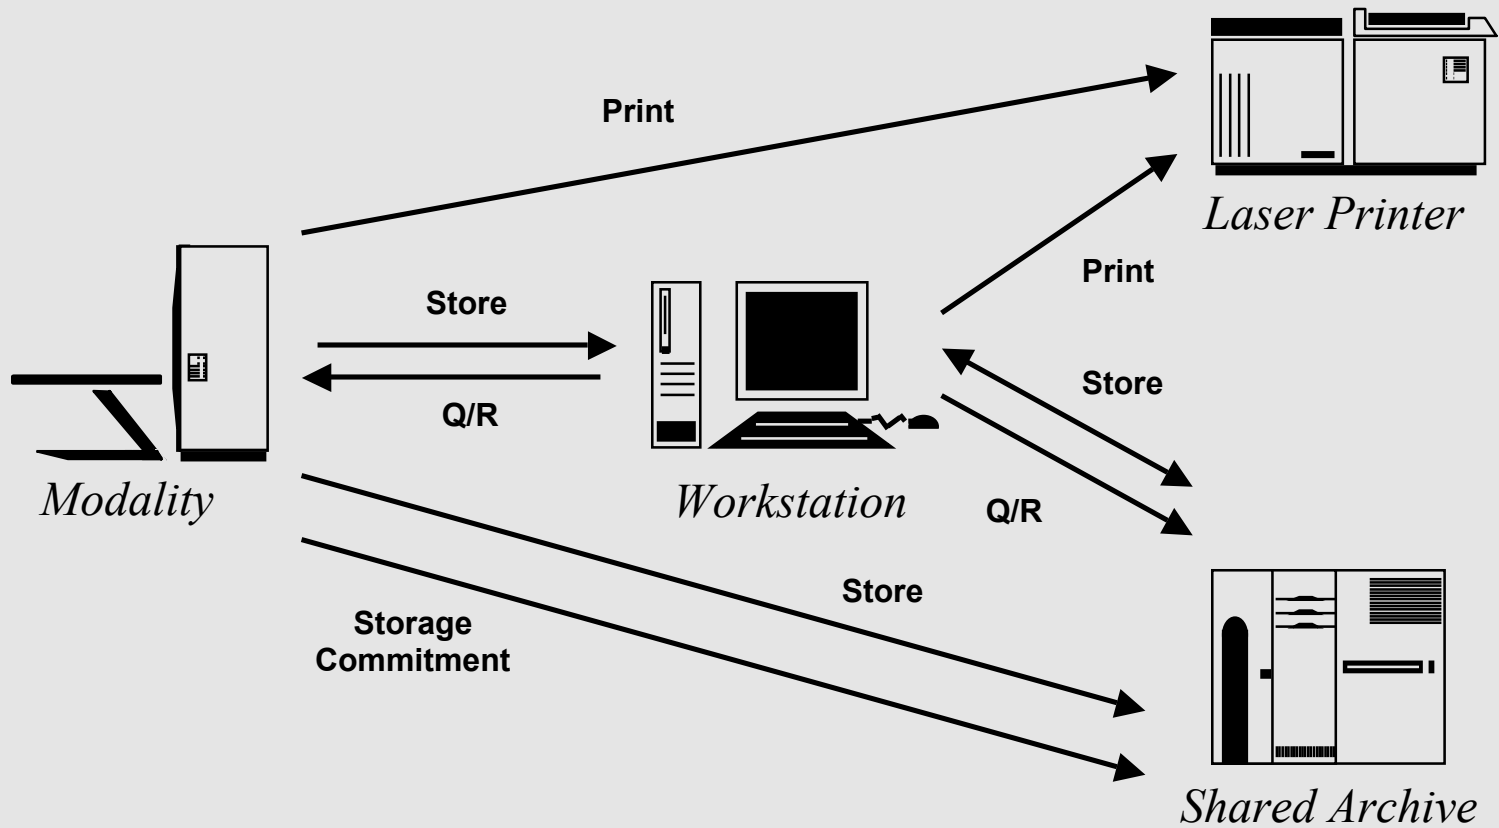 Print
Laser Printer
Print
Store
Store
Q/R
Modality
Workstation
Q/R
Store
Storage
Commitment
Shared Archive